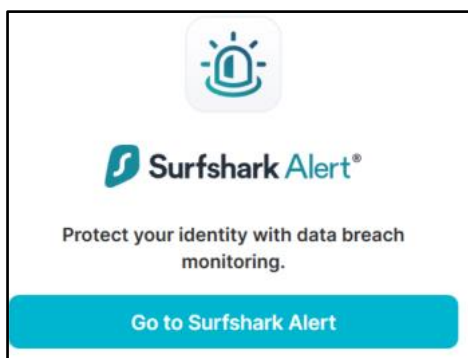 Surfshark Alert®
Protect your identity with data breach
monitoring.
Go to Surfshark Alert